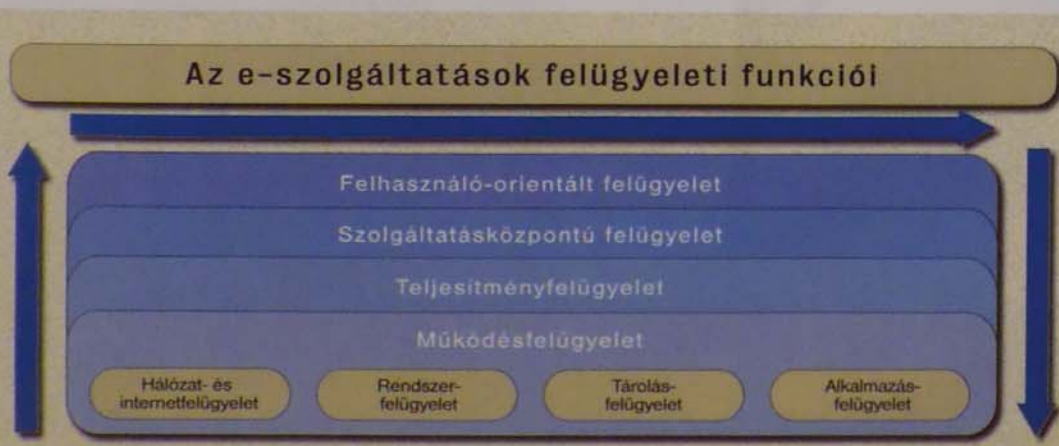 Az e-szolgáltatások felügyeleti funkciói
Felhasználó-orientált felügyelet
Szolgáltatásközpontú felügyelet
Teljesítményfelügyelet
Működésfelügyelet
Hálózat- és
internetfelügyelet
Rendszer-
felügyelet
Tárolás-
felügyelet
Alkalmazás-
felügyelet